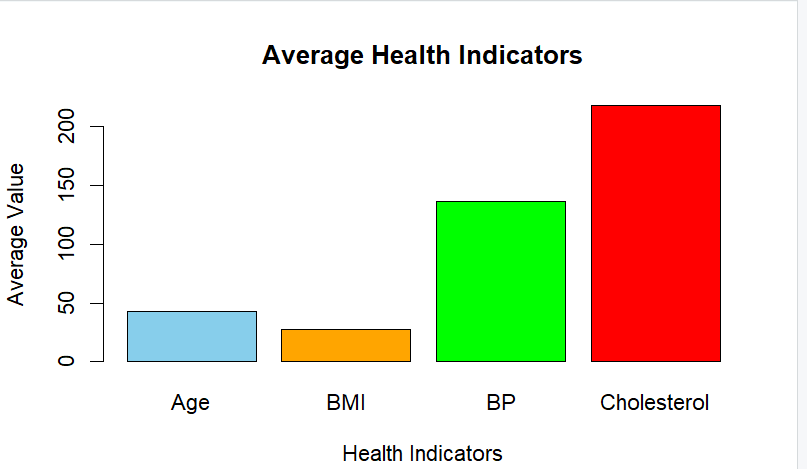 Average Health Indicators
Average Value
200
150
100
50
0
Age BMI BP Cholesterol
Health Indicators